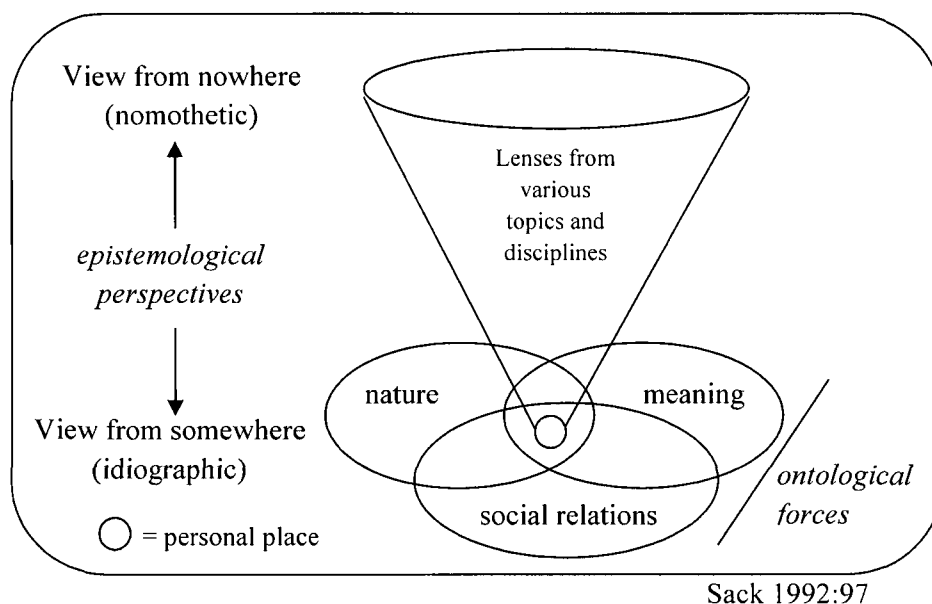 View from nowhere
(nomothetic)
epistemological
perspectives
View from somewhere
(idiographic)
= personal place
Lenses from
various
topics and
disciplines
nature
meaning
social relations
ontological
forces
Sack 1992:97